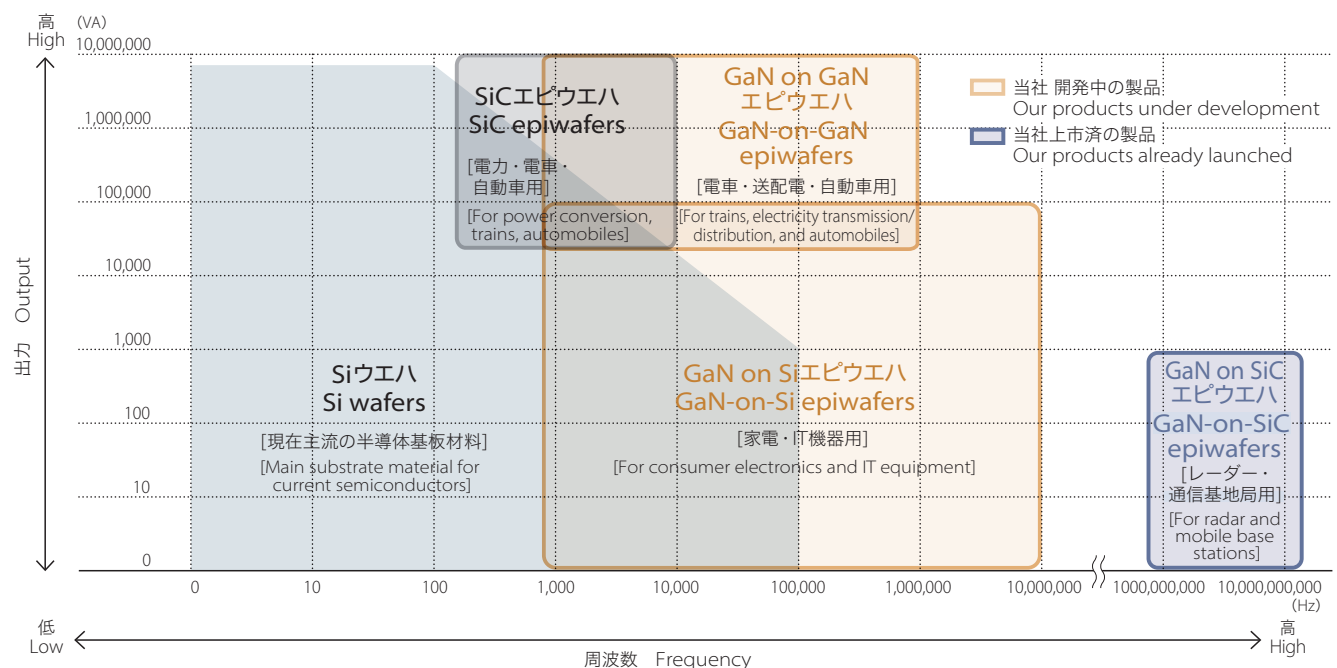 高
High
(VA)
10,000,000
1,000,000
100,000
10,000
1,000
100
10
0
出力 Output
SiCエピウエハ
SiC epiwafers
[電力・電車・
自動車用]
[For power conversion,
trains, automobiles]
GaN on GaN
エピウエハ
GaN-on-GaN
epiwafers
[電車・送配電・自動車用]
[For trains, electricity transmission/
distribution, and automobiles]
当社 開発中の製品
Our products under development
当社上市済の製品
Our products already launched
Siウエハ
Si wafers
[現在主流の半導体基板材料]
[Main substrate material for
current semiconductors]
GaN on Siエピウエハ
GaN-on-Si epiwafers
[家電・IT機器用]
[For consumer electronics and IT equipment]
GaN on SiC
エピウエハ
GaN-on-SiC
epiwafers
[レーダー・
通信基地局用]
[For radar and
mobile base
stations]
0
10
100
1,000
10,000
100,000
1,000,000
10,000,000
1000,000,000
10,000,000,000
(Hz)
低
Low
高
High
周波数 Frequency